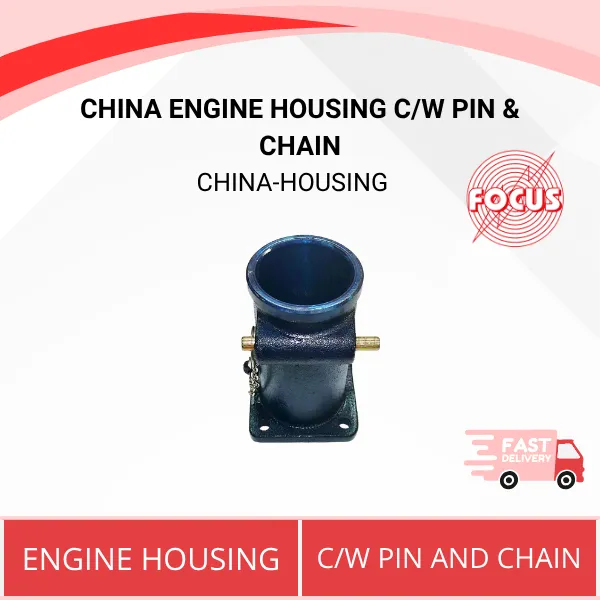 CHINA ENGINE HOUSING C/W PIN &
CHAIN
CHINA-HOUSING
FOCUS
FAST
DELIVERY
ENGINE HOUSING
C/W PIN AND CHAIN